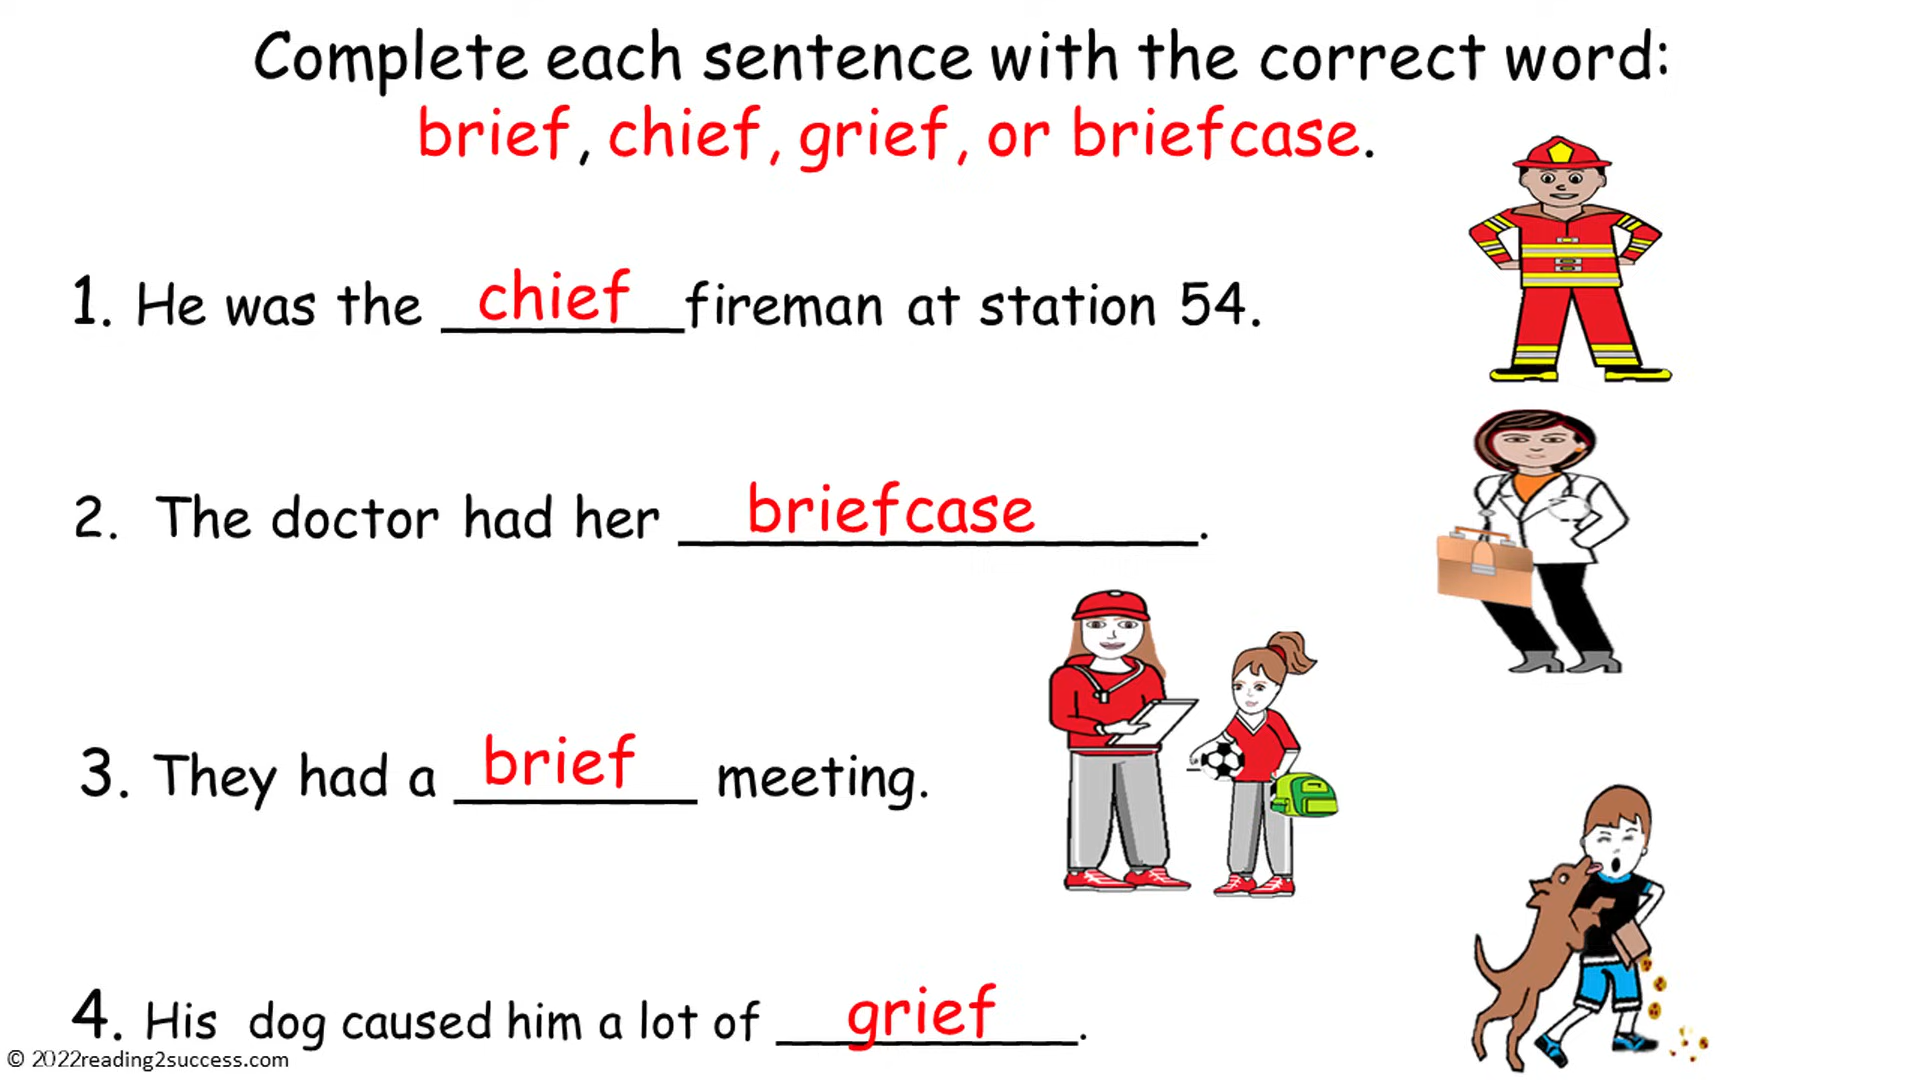 Complete each sentence with the correct word:
brief, chief, grief, or briefcase.
1. He was the chief fireman at station 54.
2. The doctor had her briefcase.
3. They had a brief meeting.
4. His dog caused him a lot of grief.
© 2022reading2success.com